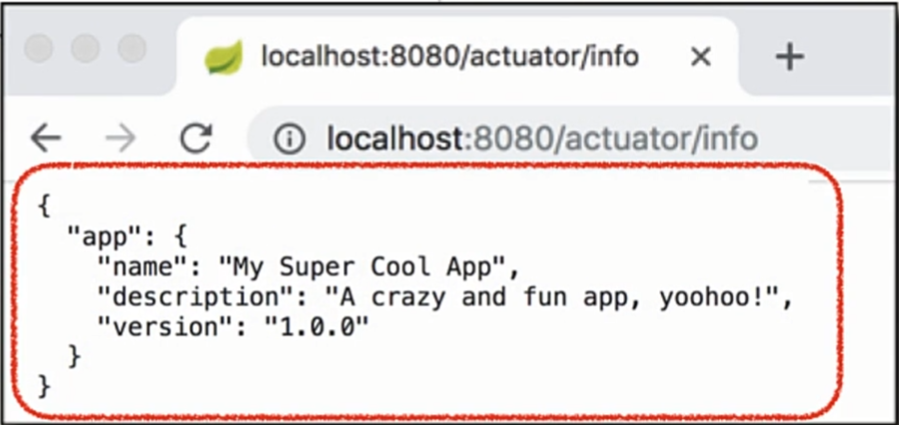 localhost:8080/actuator/info
localhost:8080/actuator/info
{
  "app": {
    "name": "My Super Cool App",
    "description": "A crazy and fun app, yoohoo!",
    "version": "1.0.0"
  }
}